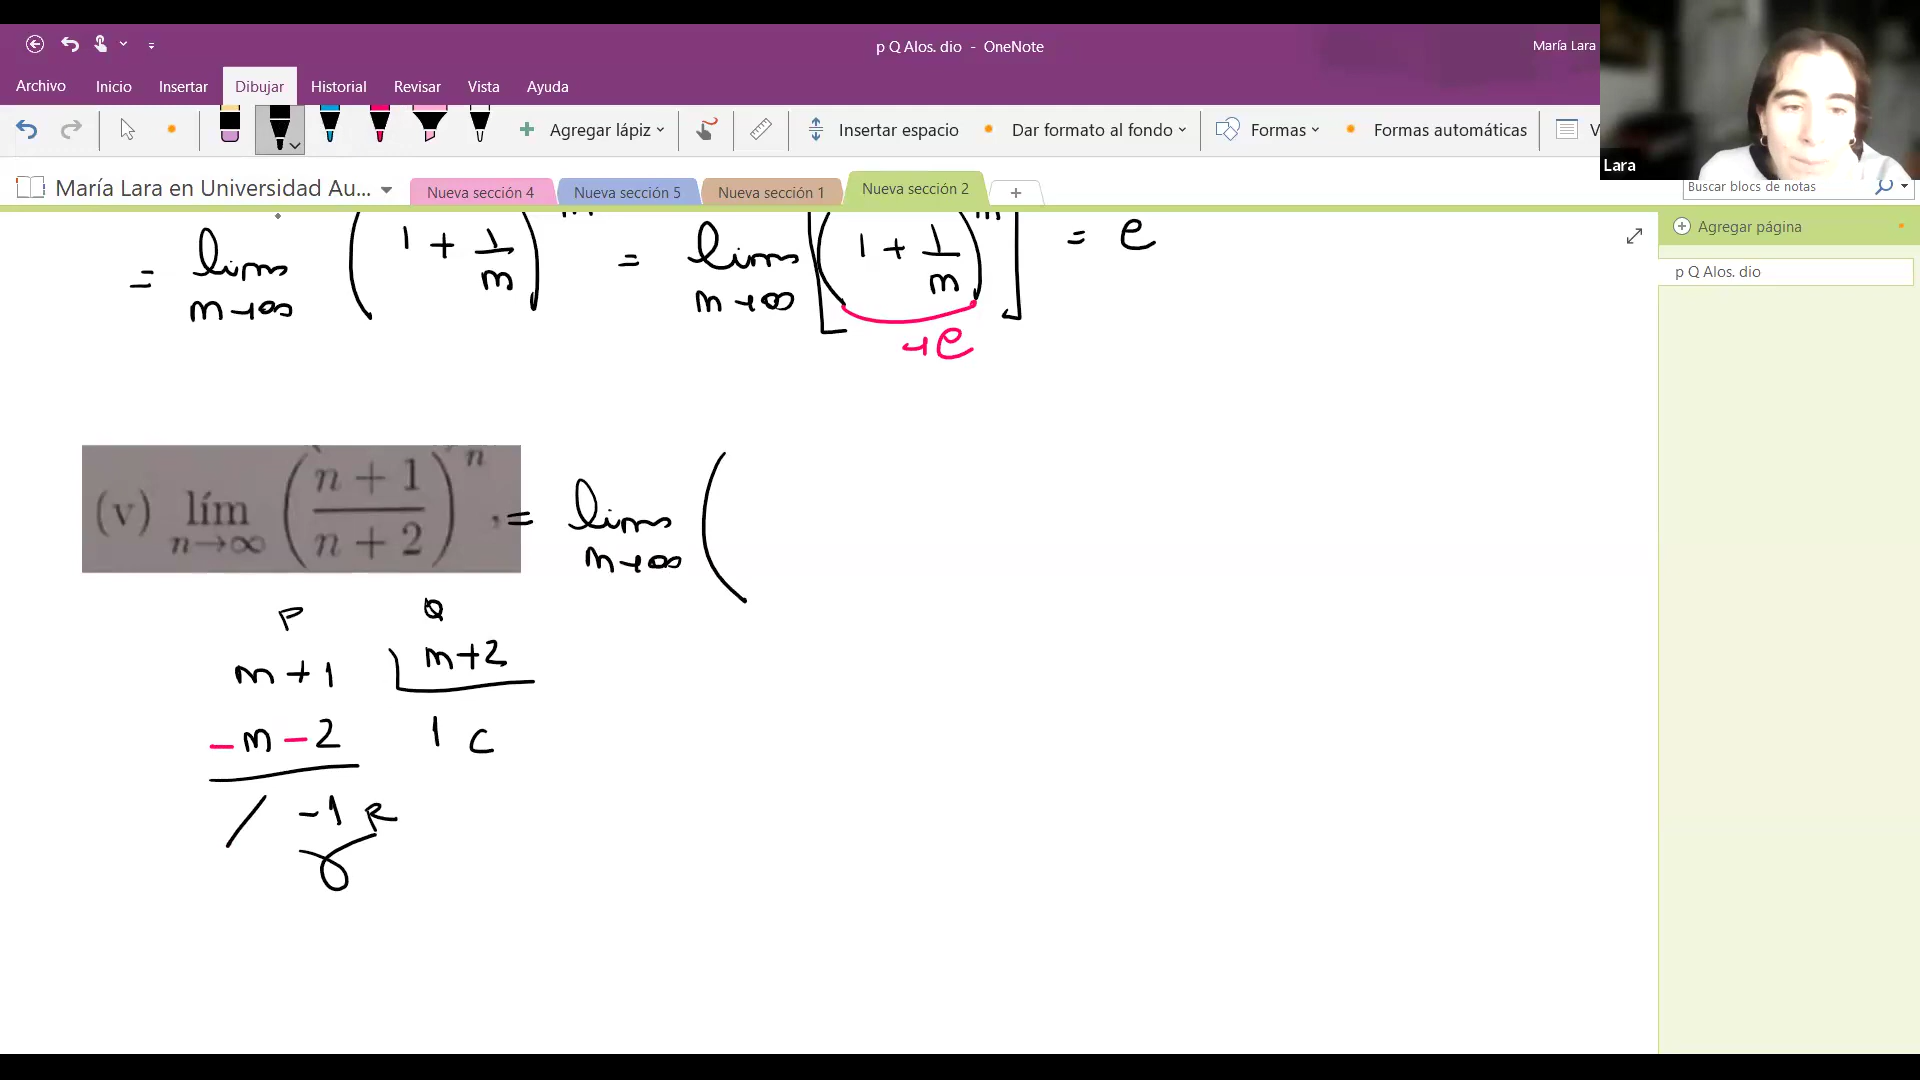 p Q Alos. dio - OneNote
María Lara
Archivo Inicio Insertar Dibujar Historial Revisar Vista Ayuda
Agregar lápiz Insertar espacio Dar formato al fondo Formas Formas automáticas V
Lara
María Lara en Universidad Au... Nueva sección 4 Nueva sección 5 Nueva sección 1 Nueva sección 2 + Buscar blocs de notas
Agregar página
p Q Alos. dio
= lim m→∞ (1 + 1/m)^m = lim m→∞ [(1 + 1/m)^m] = e
→e
(v) lím n→∞ ((n + 1)/(n + 2))^n, = lim m→∞ (
P Q
m+1 m+2
-m-2 1 C
/ -1 R